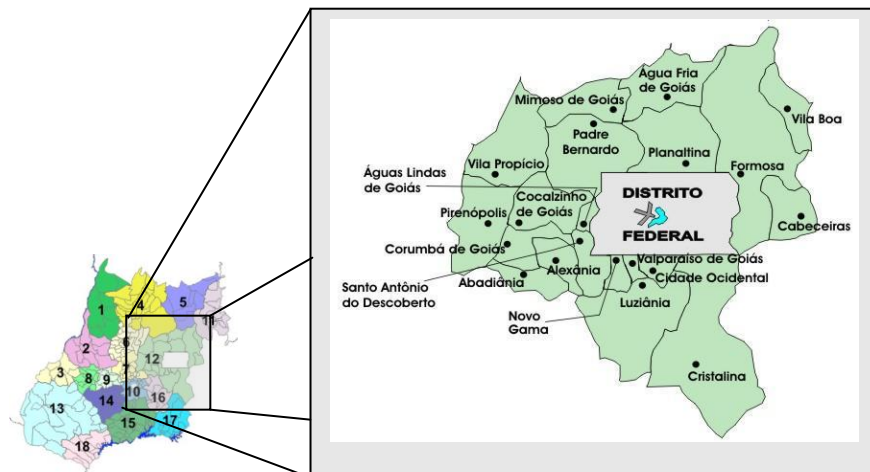 Água Fria
de Goiás
Mimoso de Goiás
Vila Boa
Padre
Bernardo
Planaltina
Vila Propício
Formosa
Águas Lindas
de Goiás
DISTRITO
FEDERAL
Cocalzinho
de Goiás
Pirenópolis
Cabeceiras
Corumbá de Goiás
Valparaíso de Goiás
Alexânia
Cidade Ocidental
Abadiânia
Santo Antônio
do Descoberto
Luziânia
Novo
Gama
Cristalina
1
4
5
11
6
2
12
7
3
8
9
10
16
13
14
15
17
18